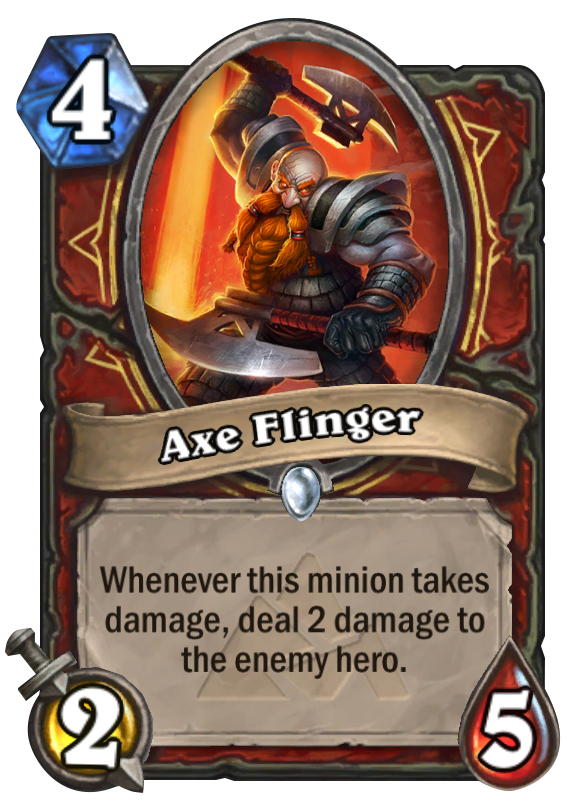 4
Axe Flinger
Whenever this minion takes
damage, deal 2 damage to
the enemy hero.
2
5